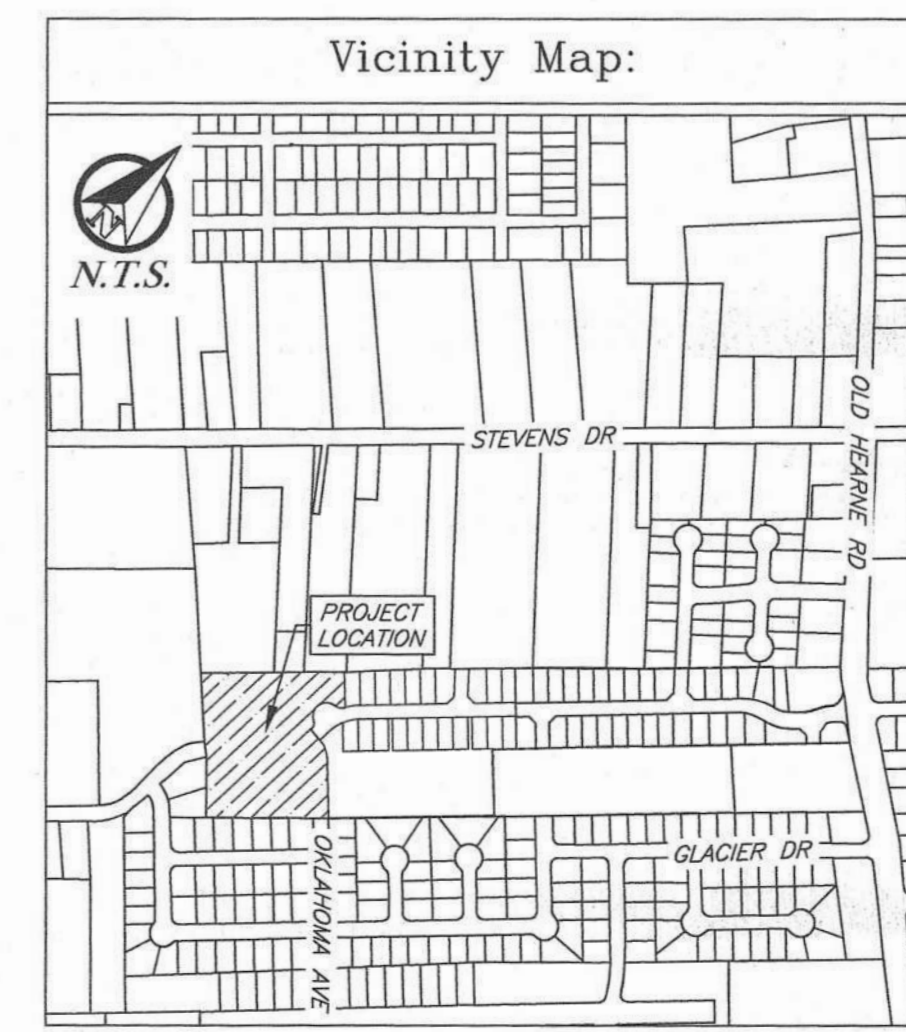 Vicinity Map:
N
N.T.S.
STEVENS DR
OLD HEARNE RD
PROJECT
LOCATION
GLACIER DR
OKLAHOMA AVE